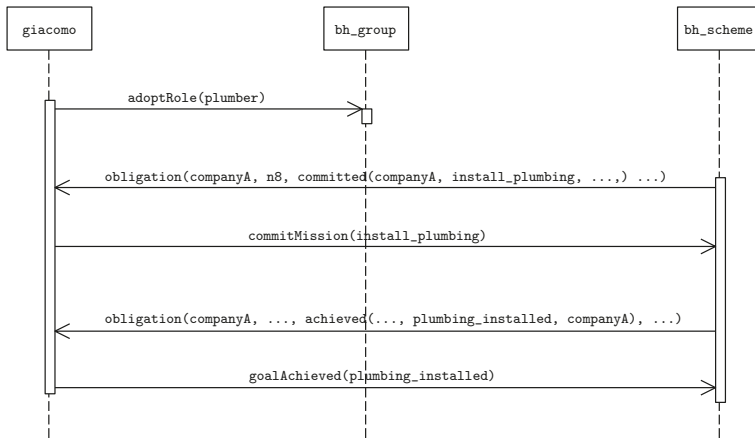 giacomo bh_group bh_scheme
adoptRole(plumber)
obligation(companyA, n8, committed(companyA, install_plumbing, ...,) ...)
commitMission(install_plumbing)
obligation(companyA, ..., achieved(..., plumbing_installed, companyA), ...)
goalAchieved(plumbing_installed)